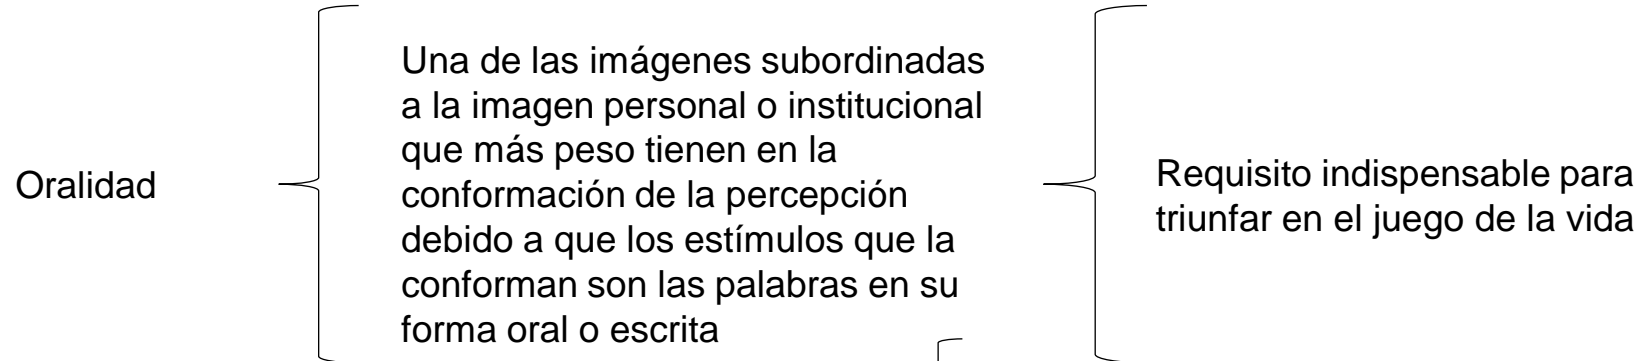 Oralidad
Una de las imágenes subordinadas
a la imagen personal o institucional
que más peso tienen en la
conformación de la percepción
debido a que los estímulos que la
conforman son las palabras en su
forma oral o escrita
Requisito indispensable para
triunfar en el juego de la vida